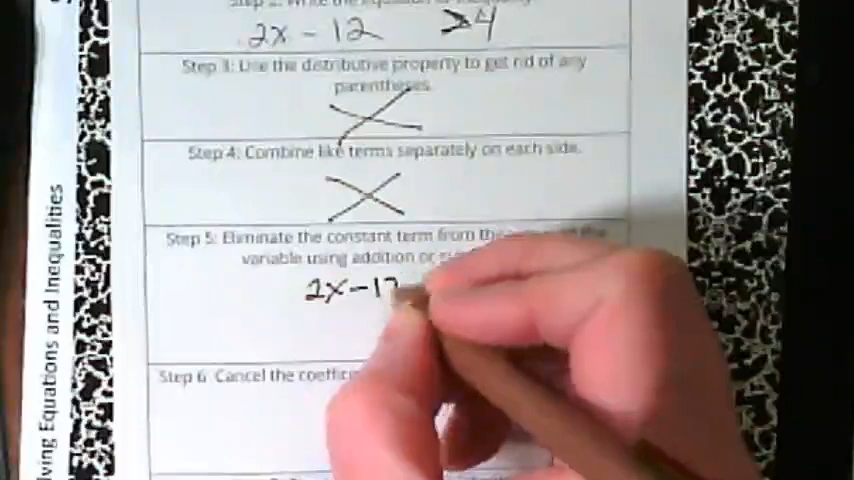 2x - 12 >4
Step 3: Use the distributive property to get rid of any
parentheses.
Step 4: Combine like terms separately on each side.
Step 5: Eliminate the constant term from the
variable using addition or
2x-12
Step 6 Cancel the
lving Equations and Inequalities